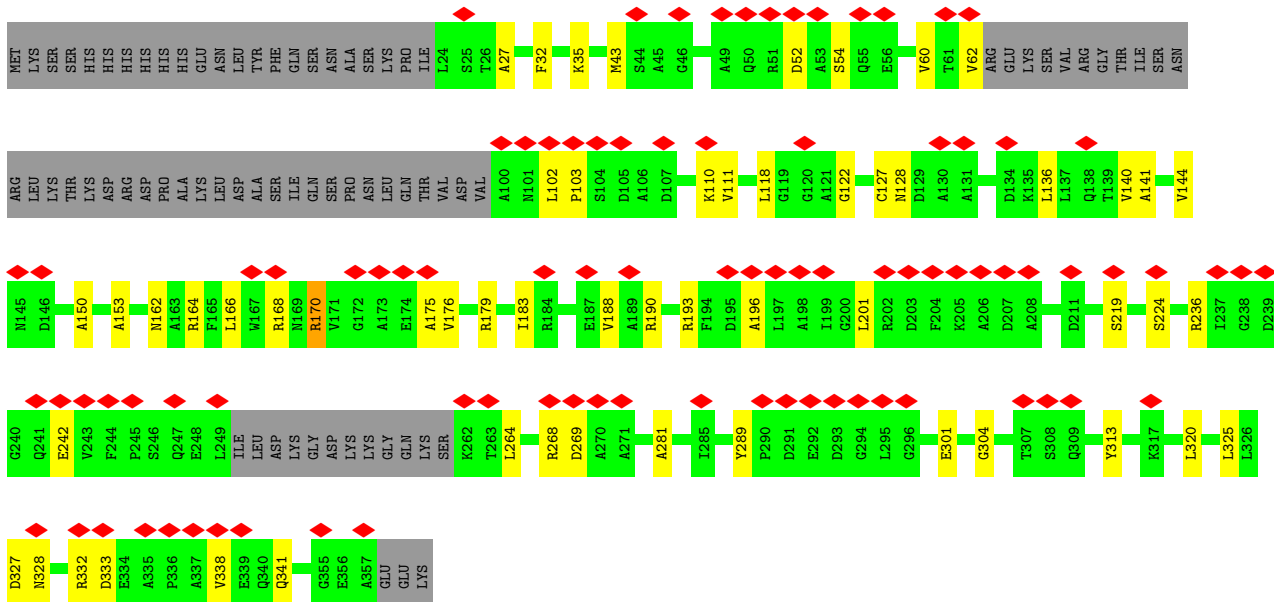 MET LYS SER SER HIS HIS HIS HIS HIS HIS GLU ASN LEU TYR PHE GLN SER ASN ALA SER LYS PRO ILE L24 S25 T26 A27 F32 K35 M43 S44 A45 G46 A49 Q50 R51 D52 A53 S54 Q55 E56 V60 T61 V62 ARG GLU LYS SER VAL ARG GLY THR ILE SER ASN
ARG LEU LYS THR LYS ASP ARG ASP PRO ALA LYS LEU ASP ALA SER ILE GLN SER PRO ASN LEU GLN THR VAL ASP VAL A100 N101 L102 P103 S104 D105 A106 D107 K110 V111 L118 G119 G120 A121 G122 C127 N128 D129 A130 A131 D134 K135 L136 L137 Q138 T139 V140 A141 V144
N145 D146 A150 A153 N162 A163 R164 F165 L166 W167 R168 N169 R170 V171 G172 A173 E174 A175 V176 R179 I183 R184 E187 V188 A189 R190 R193 F194 D195 A196 L197 A198 I199 G200 L201 R202 D203 F204 K205 A206 D207 A208 D211 S219 S224 R236 I237 G238 D239
G240 Q241 E242 V243 F244 P245 S246 Q247 E248 L249 ILE LEU ASP LYS GLY ASP LYS LYS GLY GLN LYS SER K262 T263 L264 R268 D269 A270 A271 A281 I285 Y289 P290 D291 E292 D293 G294 L295 G296 E301 G304 T307 S308 Q309 Y313 K317 L320 L325 L326
D327 N328 R332 D333 E334 A335 P336 A337 V338 E339 Q340 Q341 G355 E356 A357 GLU GLU LYS